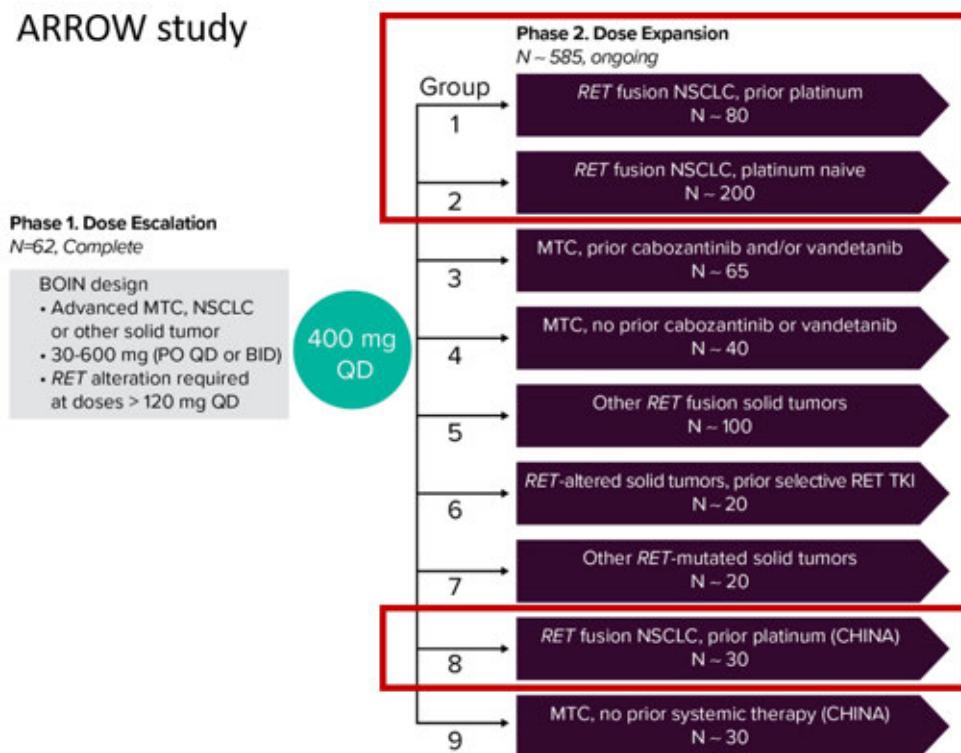 ARROW study
Phase 1. Dose Escalation
N=62, Complete
BOIN design
• Advanced MTC, NSCLC
or other solid tumor
• 30-600 mg (PO QD or BID)
• RET alteration required
at doses > 120 mg QD
400 mg
QD
Phase 2. Dose Expansion
N ~ 585, ongoing
Group
1
RET fusion NSCLC, prior platinum
N ~ 80
2
RET fusion NSCLC, platinum naive
N ~ 200
3
MTC, prior cabozantinib and/or vandetanib
N ~ 65
4
MTC, no prior cabozantinib or vandetanib
N ~ 40
5
Other RET fusion solid tumors
N ~ 100
6
RET-altered solid tumors, prior selective RET TKI
N ~ 20
7
Other RET-mutated solid tumors
N ~ 20
8
RET fusion NSCLC, prior platinum (CHINA)
N ~ 30
9
MTC, no prior systemic therapy (CHINA)
N ~ 30